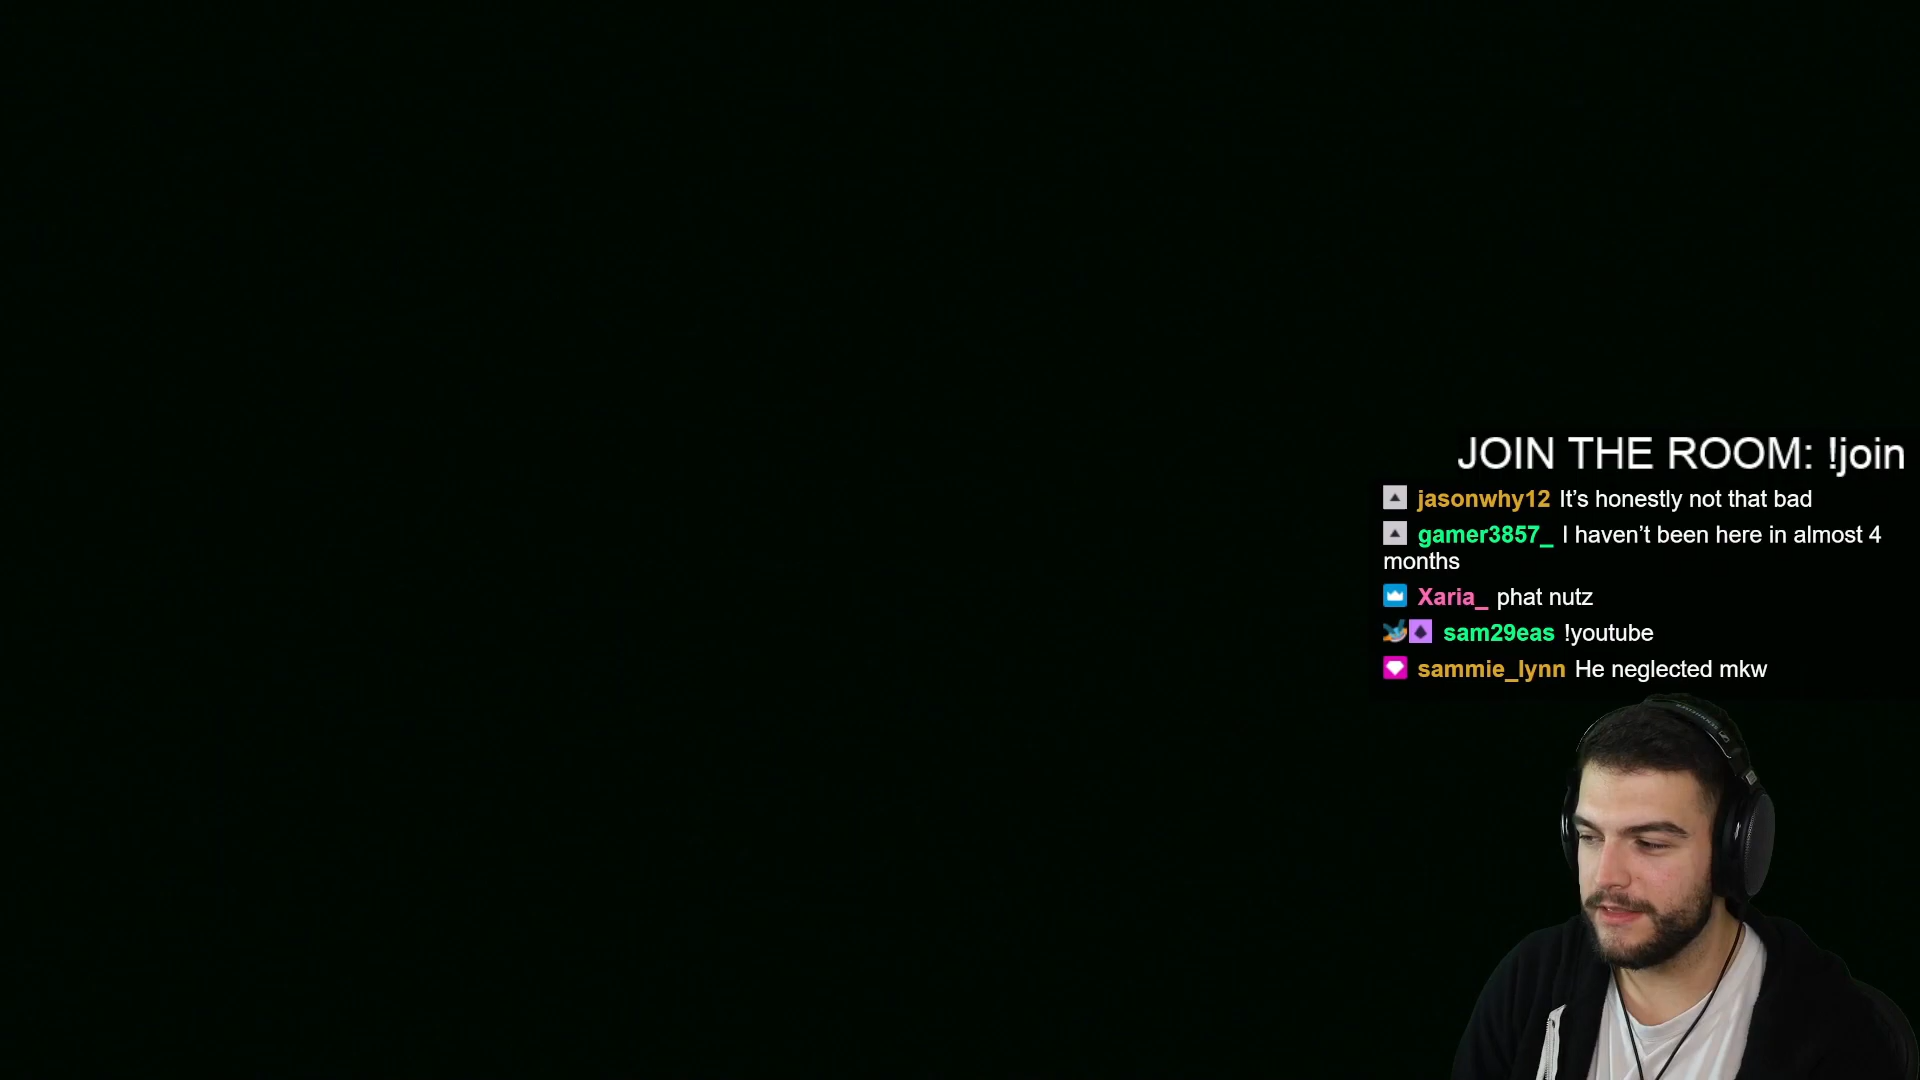 JOIN THE ROOM: !join
jasonwhy12 It’s honestly not that bad
gamer3857_ I haven’t been here in almost 4
months
Xaria_ phat nutz
sam29eas !youtube
sammie_lynn He neglected mkw